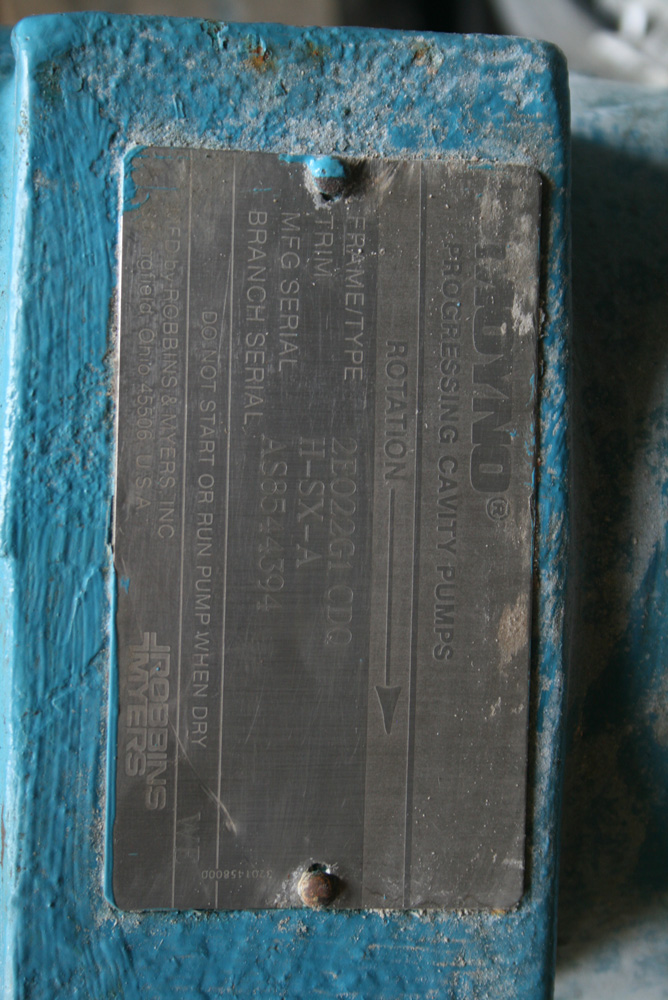 MOYNO®
PROGRESSING CAVITY PUMPS
ROTATION
FRAME/TYPE 2E022G1 CDQ
TRIM H-SX-A
MFG SERIAL AS8544394
BRANCH SERIAL
DO NOT START OR RUN PUMP WHEN DRY
MFD by ROBBINS & MYERS, INC
Springfield, Ohio 45506 U.S.A.
ROBBINS
MYERS